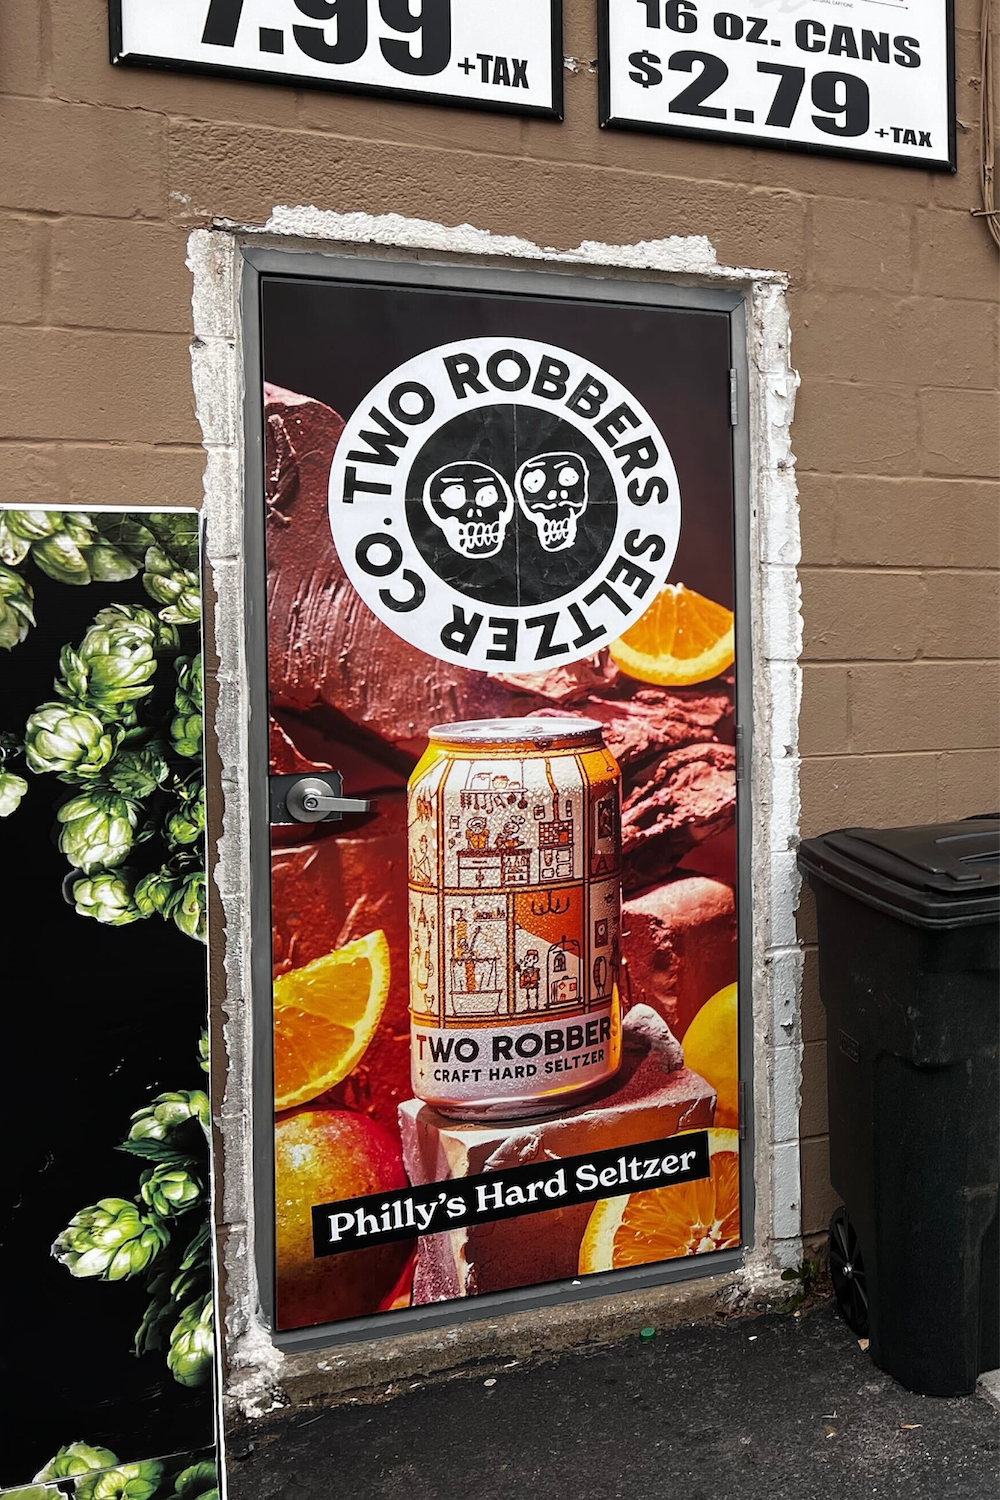 7.99
+TAX
16 OZ. CANS
$2.79
+TAX
TWO ROBBERS SELTZER CO.
TWO ROBBERS
CRAFT HARD SELTZER
Philly's Hard Seltzer